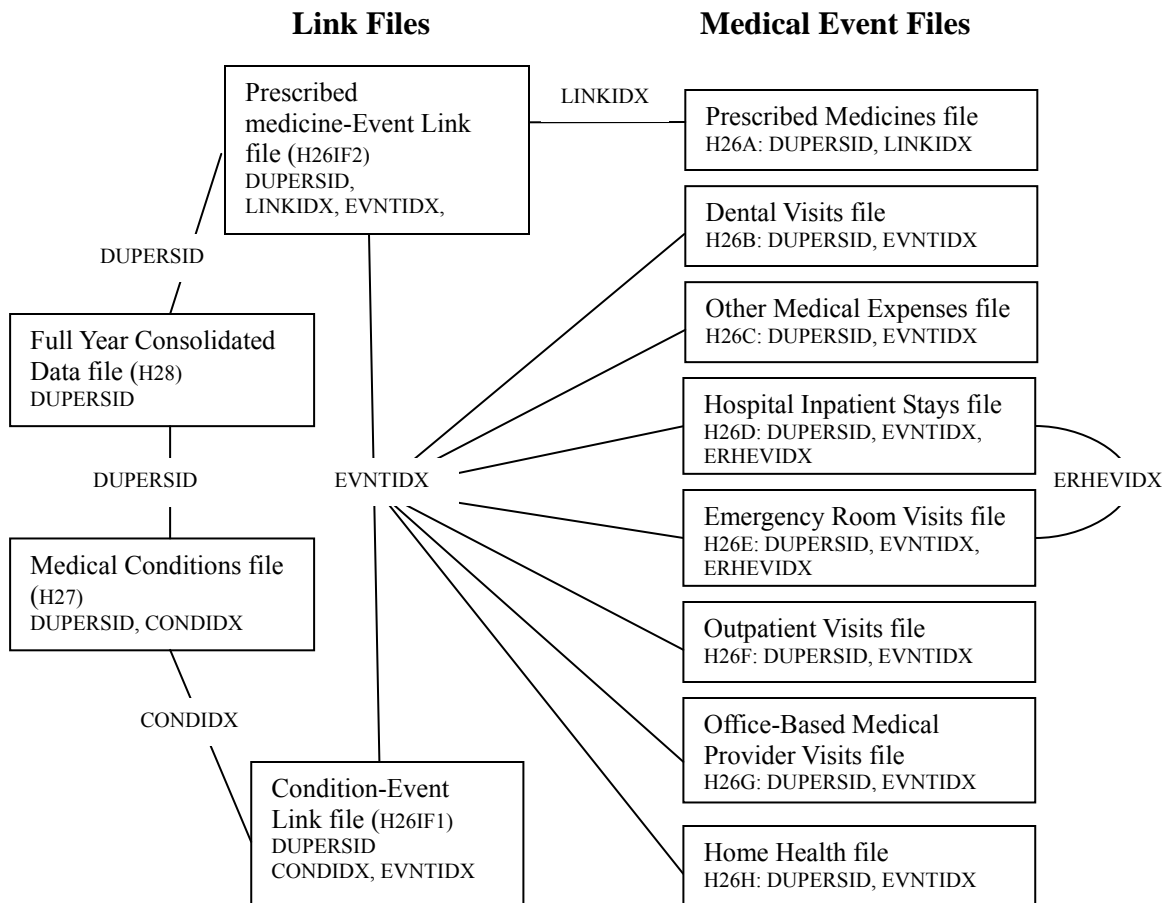 Link Files
Medical Event Files
Prescribed
medicine-Event Link
file (H26IF2)
DUPERSID,
LINKIDX, EVNTIDX,
LINKIDX
Prescribed Medicines file
H26A: DUPERSID, LINKIDX
Dental Visits file
H26B: DUPERSID, EVNTIDX
DUPERSID
Other Medical Expenses file
H26C: DUPERSID, EVNTIDX
Full Year Consolidated
Data file (H28)
DUPERSID
Hospital Inpatient Stays file
H26D: DUPERSID, EVNTIDX,
ERHEVIDX
DUPERSID
EVNTIDX
ERHEVIDX
Emergency Room Visits file
H26E: DUPERSID, EVNTIDX,
ERHEVIDX
Medical Conditions file
(H27)
DUPERSID, CONDIDX
Outpatient Visits file
H26F: DUPERSID, EVNTIDX
CONDIDX
Office-Based Medical
Provider Visits file
H26G: DUPERSID, EVNTIDX
Condition-Event
Link file (H26IF1)
DUPERSID
CONDIDX, EVNTIDX
Home Health file
H26H: DUPERSID, EVNTIDX